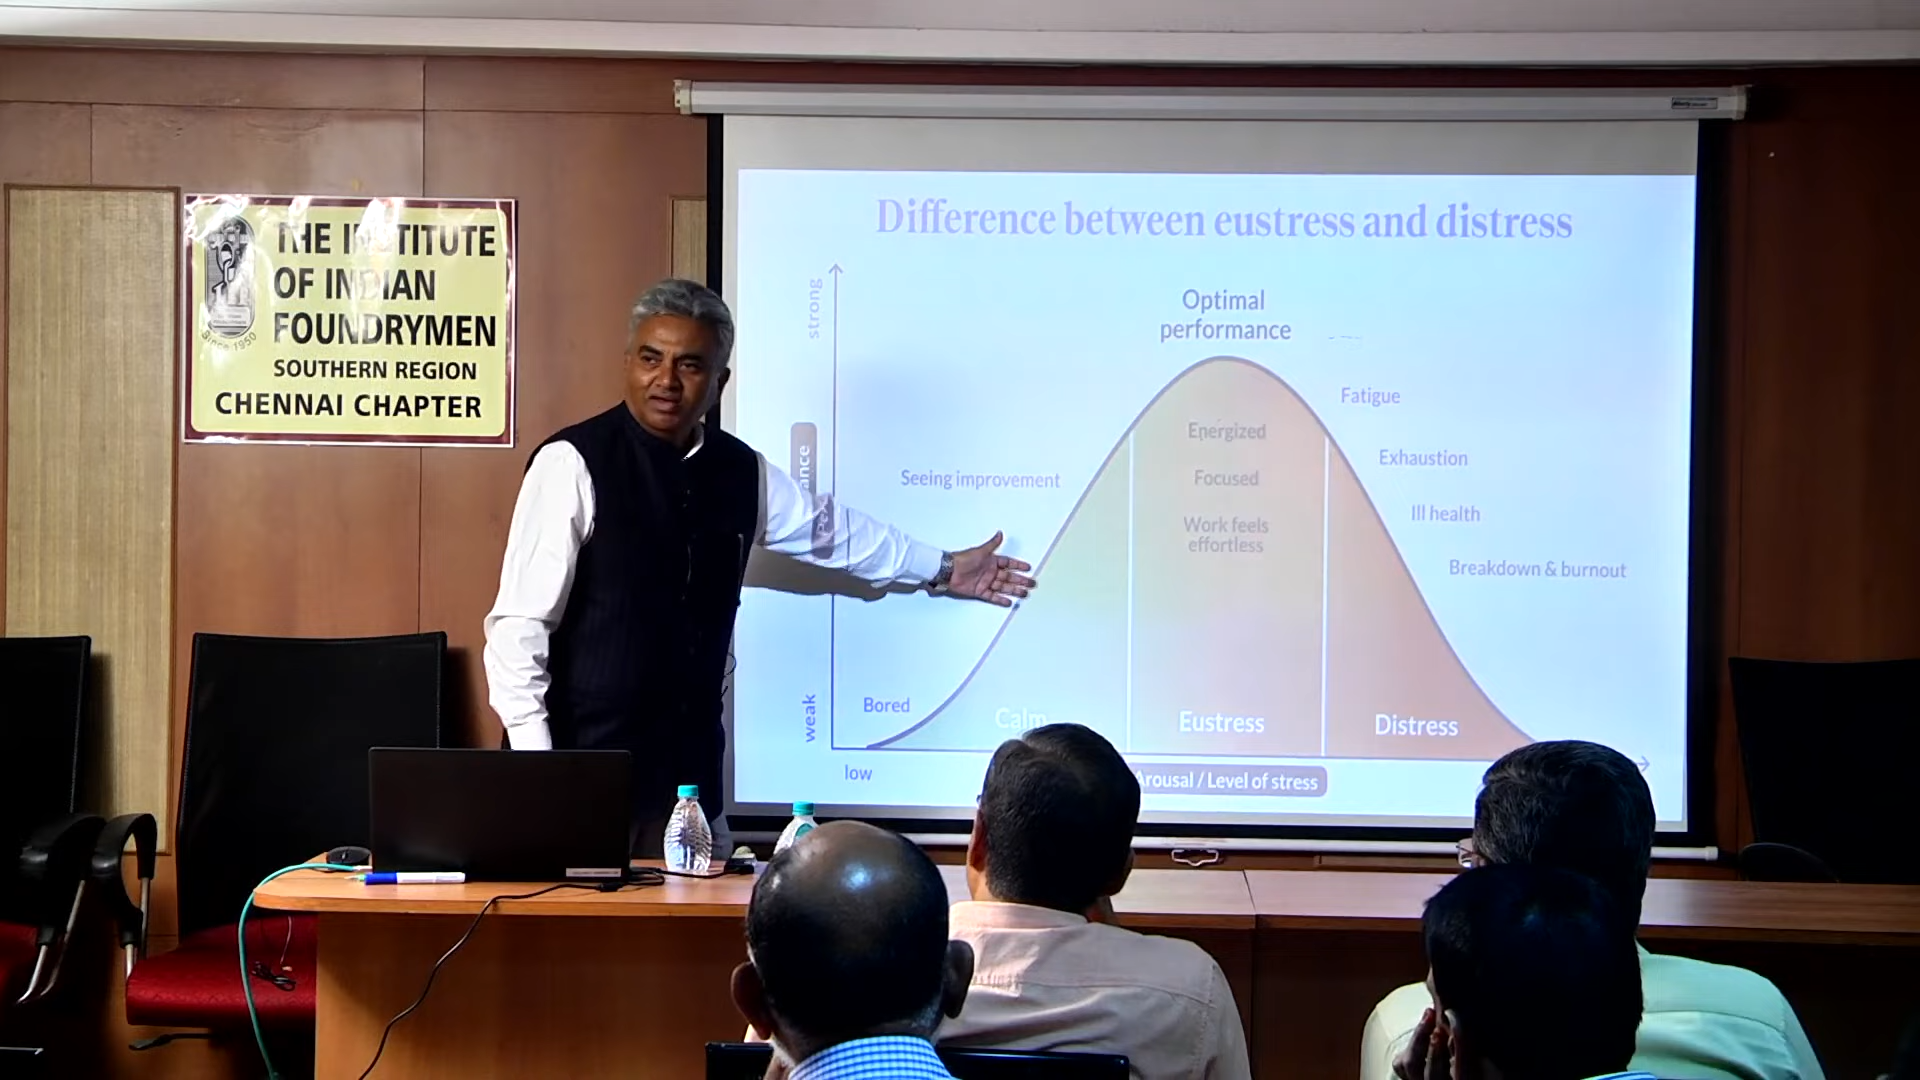 THE INSTITUTE
OF INDIAN
FOUNDRYMEN
SOUTHERN REGION
CHENNAI CHAPTER
Since 1950
Difference between eustress and distress
strong
Optimal
performance
Fatigue
Energized
Exhaustion
Seeing improvement
Focused
Ill health
Work feels
effortless
Breakdown & burnout
Bored
weak
Calm
Eustress
Distress
low
Arousal / Level of stress